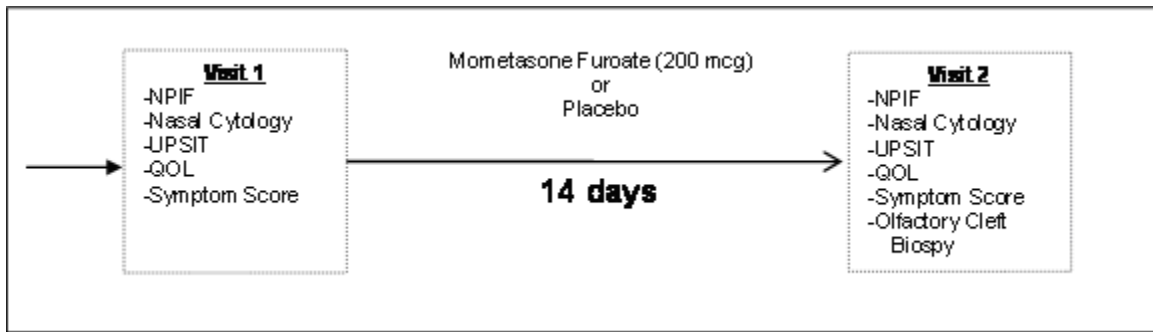 Visit 1
-NPIF
-Nasal Cytology
-UPSIT
-QOL
-Symptom Score
Mometasone Furoate (200 mcg)
or
Placebo
14 days
Visit 2
-NPIF
-Nasal Cytology
-UPSIT
-QOL
-Symptom Score
-Olfactory Cleft
Biospy